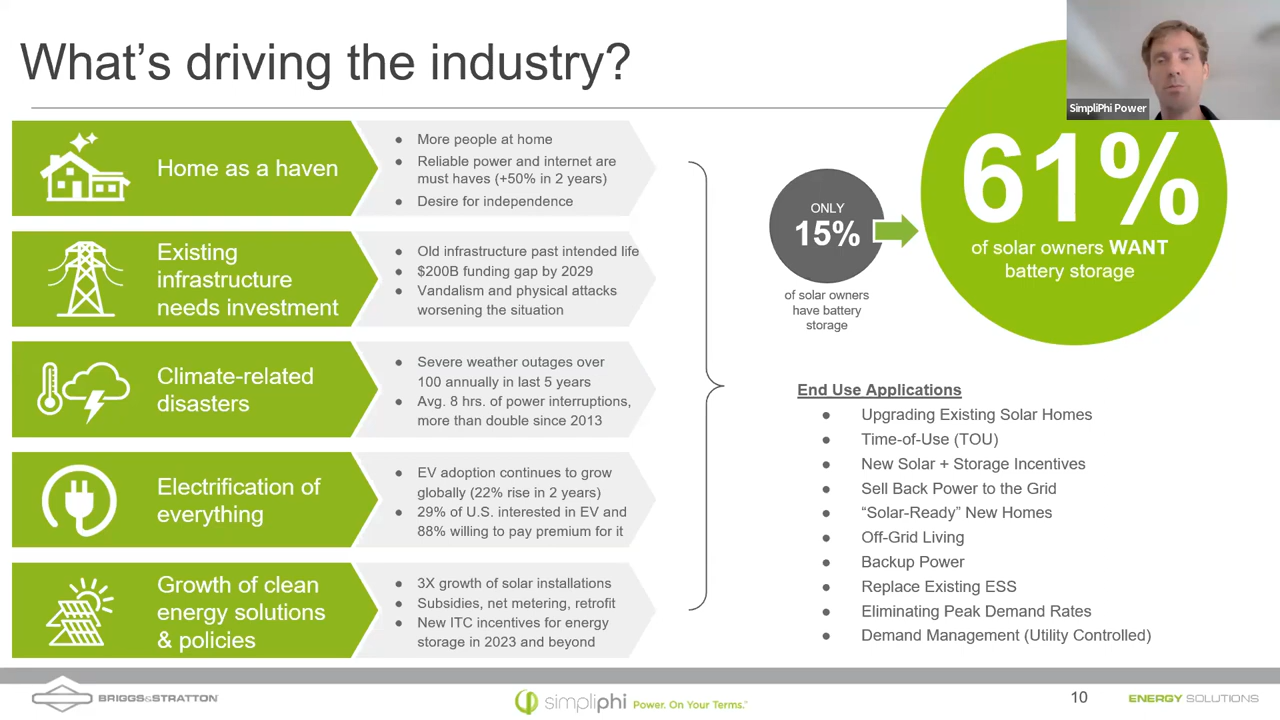 What's driving the industry?
SimpliPhi Power
Home as a haven
● More people at home
● Reliable power and internet are
must haves (+50% in 2 years)
● Desire for independence
Existing
infrastructure
needs investment
● Old infrastructure past intended life
● $200B funding gap by 2029
● Vandalism and physical attacks
worsening the situation
Climate-related
disasters
● Severe weather outages over
100 annually in last 5 years
● Avg. 8 hrs. of power interruptions,
more than double since 2013
Electrification of
everything
● EV adoption continues to grow
globally (22% rise in 2 years)
● 29% of U.S. interested in EV and
88% willing to pay premium for it
Growth of clean
energy solutions
& policies
● 3X growth of solar installations
● Subsidies, net metering, retrofit
● New ITC incentives for energy
storage in 2023 and beyond
ONLY
15%
of solar owners
have battery
storage
61%
of solar owners WANT
battery storage
End Use Applications
● Upgrading Existing Solar Homes
● Time-of-Use (TOU)
● New Solar + Storage Incentives
● Sell Back Power to the Grid
● “Solar-Ready” New Homes
● Off-Grid Living
● Backup Power
● Replace Existing ESS
● Eliminating Peak Demand Rates
● Demand Management (Utility Controlled)
BRIGGS&STRATTON
simpliphi Power. On Your Terms.
10
ENERGY SOLUTIONS